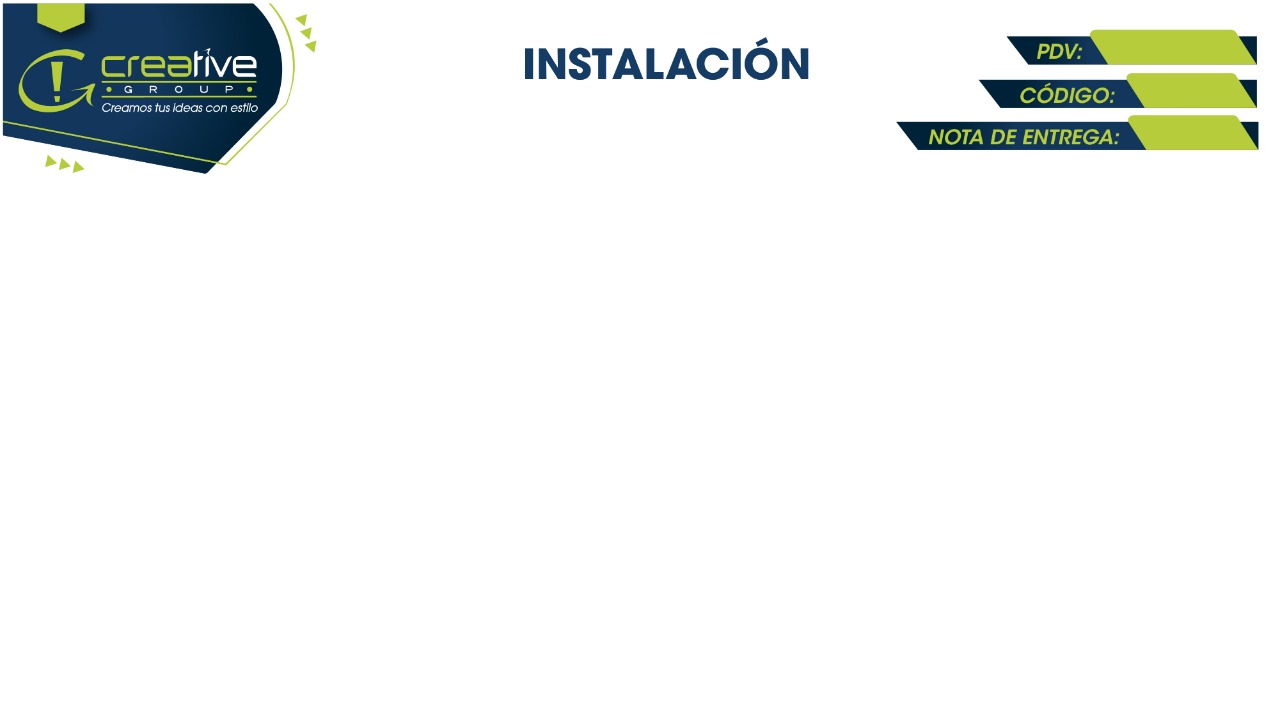 creative
GROUP
Creamos tus ideas con estilo
INSTALACIÓN
PDV:
CÓDIGO:
NOTA DE ENTREGA: